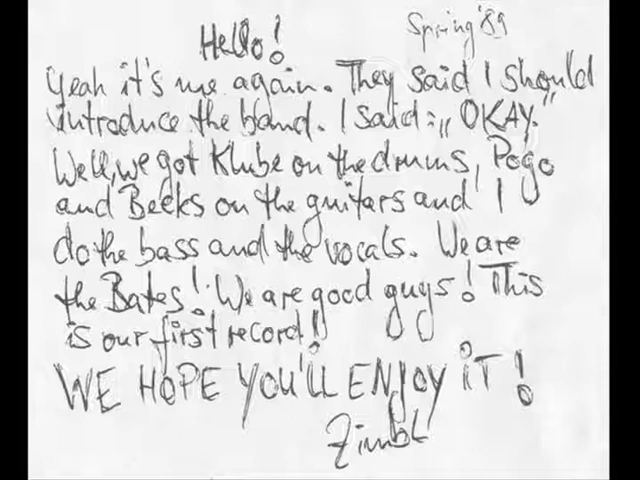 Spring '89
Hello!
Yeah it's me again. They said I should
introduce the band. I said: „OKAY."
Well, we got Klube on the drums, Pogo
and Beeks on the guitars and I
do the bass and the vocals. We are
the Bates! We are good guys! This
is our first record!
WE HOPE YOU'LL ENJOY IT!
Zimbl